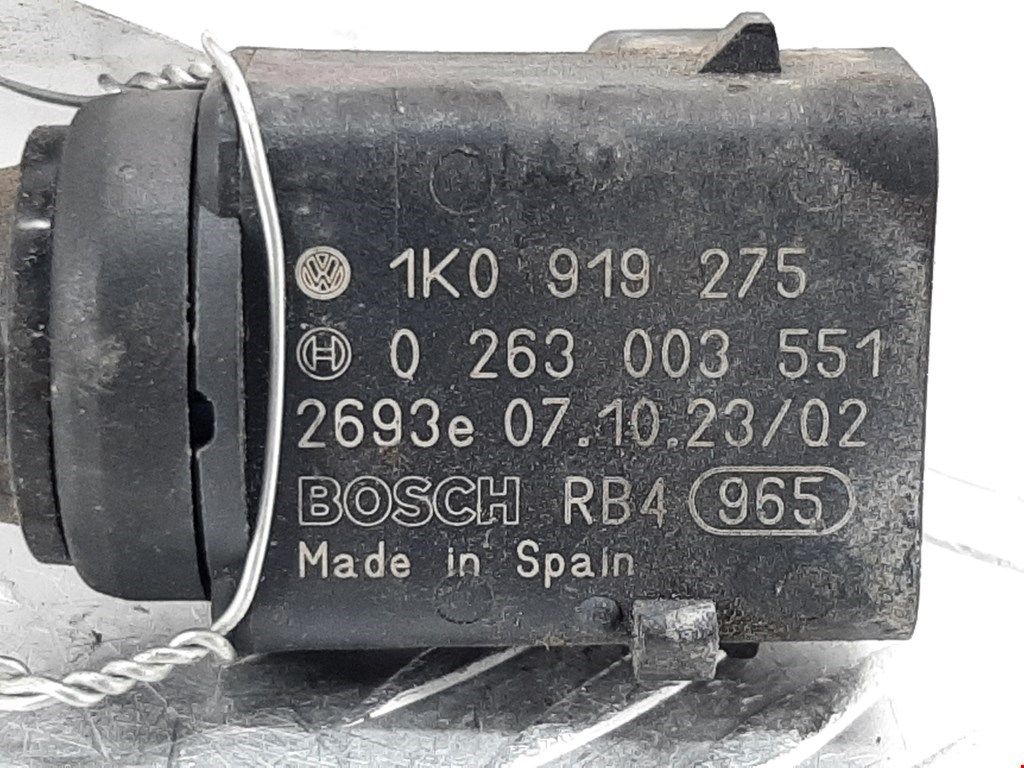 1K0 919 275
0 263 003 551
2693e 07.10.23/02
BOSCH RB4 965
Made in Spain